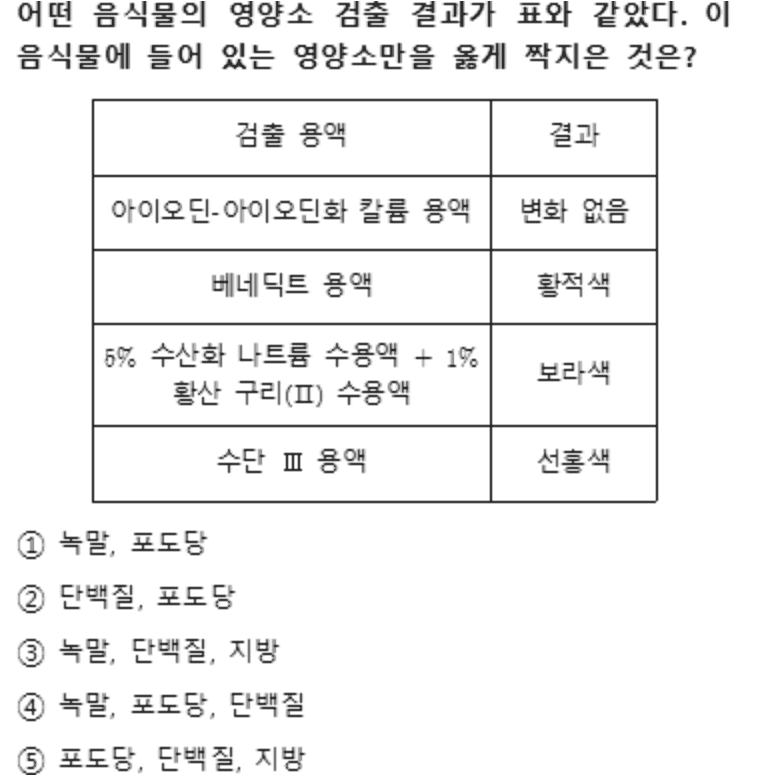 어떤 음식물의 영양소 검출 결과가 표와 같았다. 이
음식물에 들어 있는 영양소만을 옳게 짝지은 것은?
검출 용액
결과
아이오딘-아이오딘화 칼륨 용액
변화 없음
베네딕트 용액
황적색
5% 수산화 나트륨 수용액 + 1%
황산 구리(Ⅱ) 수용액
보라색
수단 Ⅲ 용액
선홍색
① 녹말, 포도당
② 단백질, 포도당
③ 녹말, 단백질, 지방
④ 녹말, 포도당, 단백질
⑤ 포도당, 단백질, 지방